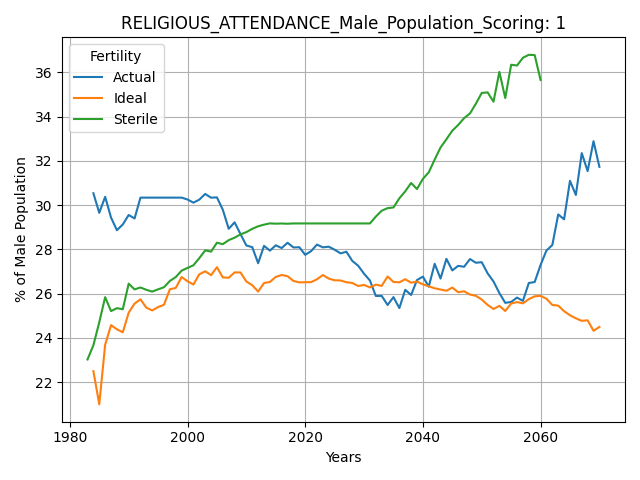 RELIGIOUS_ATTENDANCE_Male_Population_Scoring: 1
Fertility
Actual
Ideal
Sterile
% of Male Population
36
34
32
30
28
26
24
22
1980 2000 2020 2040 2060
Years